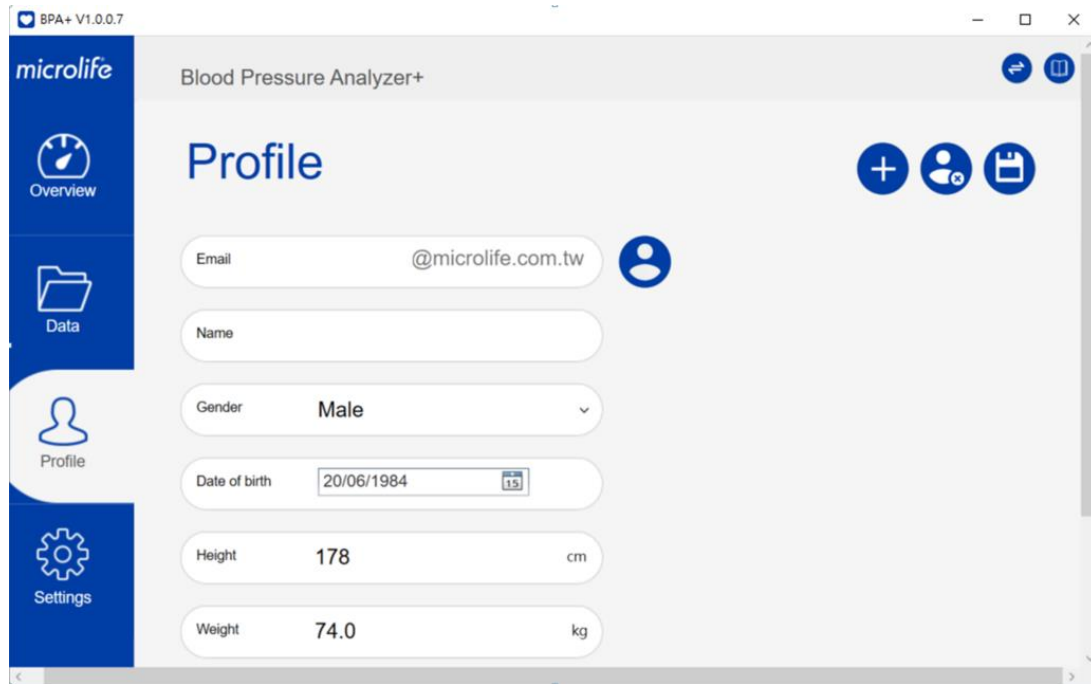 BPA+ V1.0.0.7
microlife
Blood Pressure Analyzer+
Overview
Data
Profile
Settings
Profile
Email @microlife.com.tw
Name
Gender Male
Date of birth 20/06/1984 15
Height 178 cm
Weight 74.0 kg